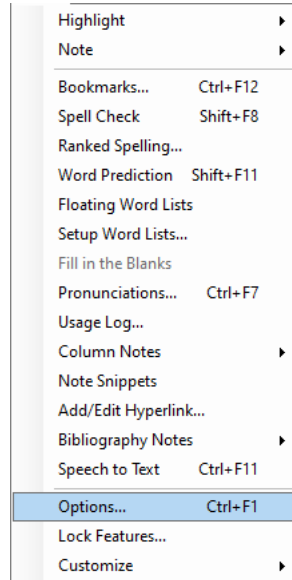 Highlight
Note
Bookmarks... Ctrl+F12
Spell Check Shift+F8
Ranked Spelling...
Word Prediction Shift+F11
Floating Word Lists
Setup Word Lists...
Fill in the Blanks
Pronunciations... Ctrl+F7
Usage Log...
Column Notes
Note Snippets
Add/Edit Hyperlink...
Bibliography Notes
Speech to Text Ctrl+F11
Options... Ctrl+F1
Lock Features...
Customize